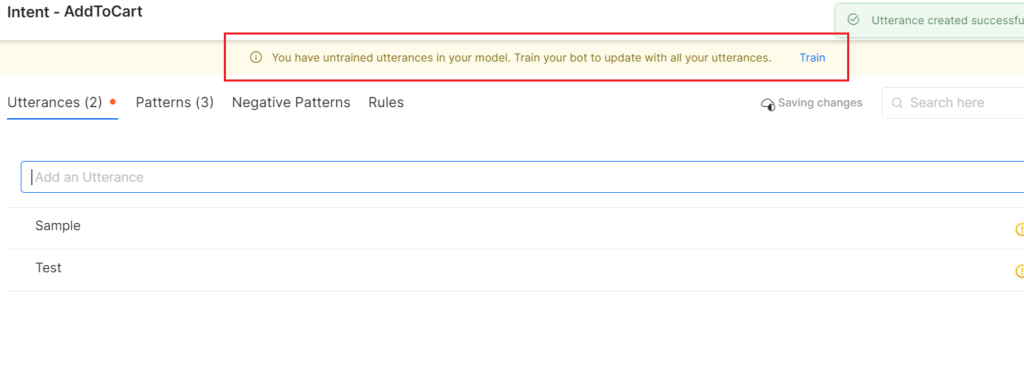 Intent - AddToCart
Utterance created successfu
You have untrained utterances in your model. Train your bot to update with all your utterances. Train
Utterances (2) Patterns (3) Negative Patterns Rules Saving changes Search here
Add an Utterance
Sample
Test